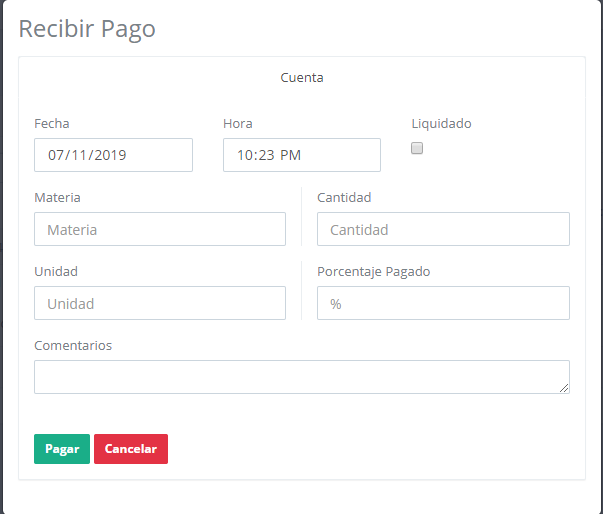 Recibir Pago
Cuenta
Fecha Hora Liquidado
07/11/2019 10:23 PM
Materia Cantidad
Materia Cantidad
Unidad Porcentaje Pagado
Unidad %
Comentarios
Pagar Cancelar